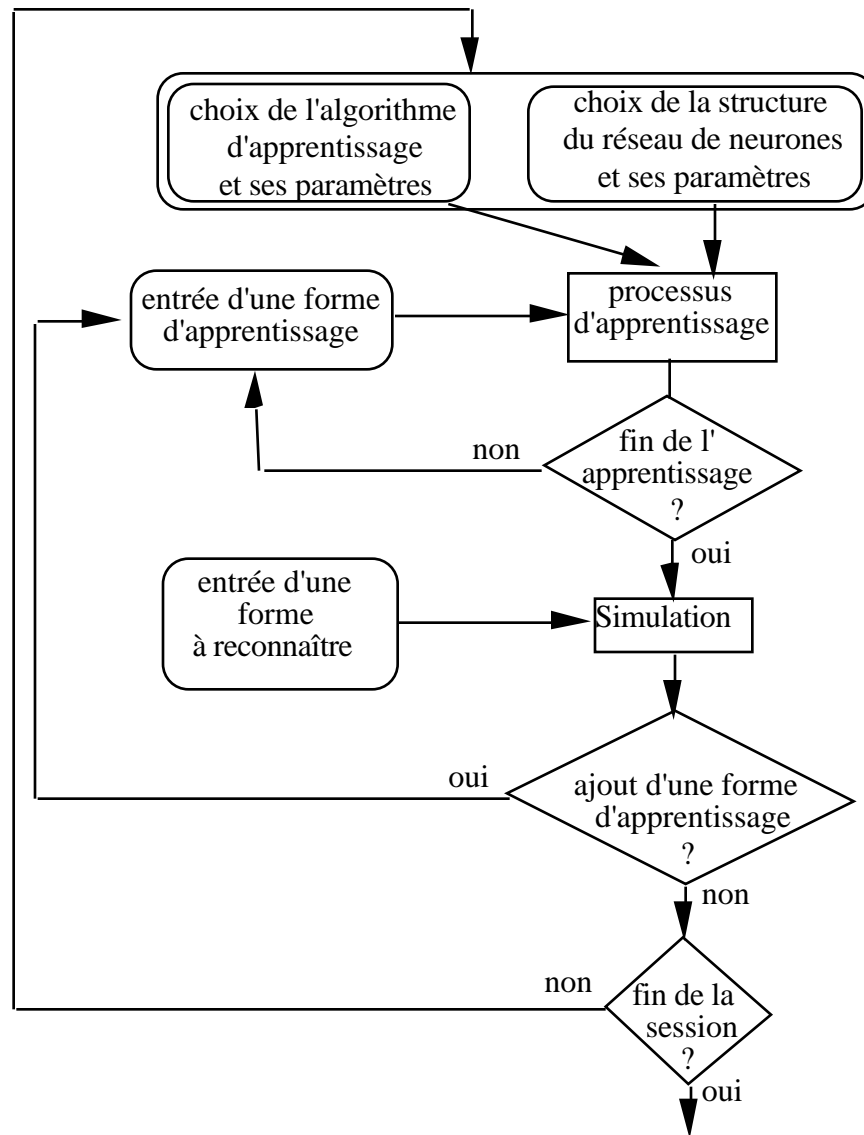 choix de l'algorithme
d'apprentissage
et ses paramètres
choix de la structure
du réseau de neurones
et ses paramètres
entrée d'une forme
d'apprentissage
processus
d'apprentissage
non
fin de l'
apprentissage
?
oui
entrée d'une
forme
à reconnaître
Simulation
oui
ajout d'une forme
d'apprentissage
?
non
non
fin de la
session
?
oui